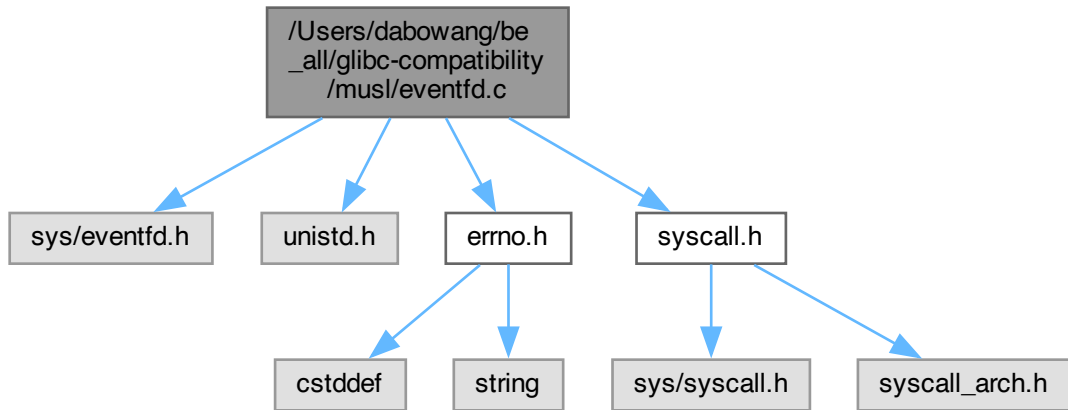 /Users/dabowang/be
_all/glibc-compatibility
/musl/eventfd.c
sys/eventfd.h
unistd.h
errno.h
syscall.h
cstddef
string
sys/syscall.h
syscall_arch.h